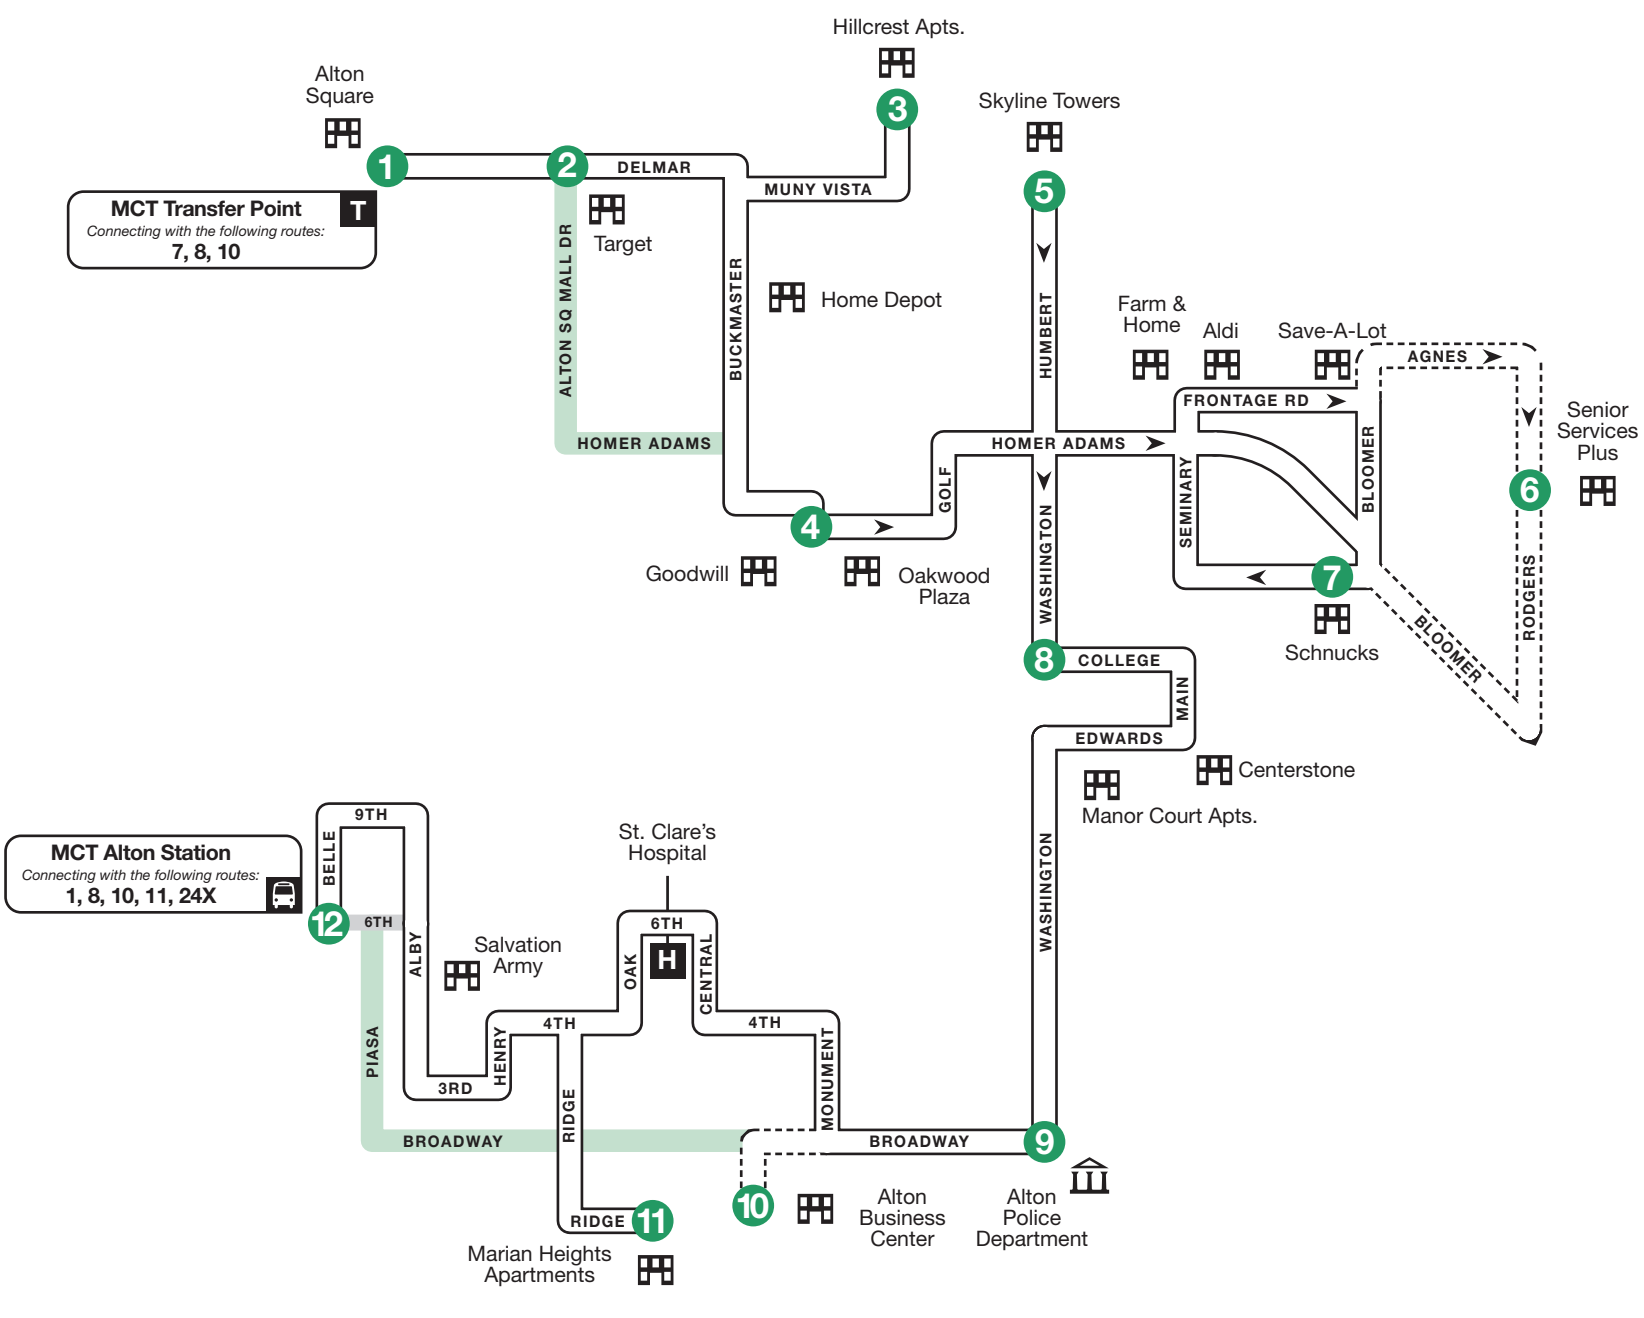 Hillcrest Apts.
3
Alton
Square
Skyline Towers
1
2
DELMAR
MUNY VISTA
5
MCT Transfer Point
T
Connecting with the following routes:
7, 8, 10
Target
ALTON SQ MALL DR
BUCKMASTER
Home Depot
HUMBERT
Farm &
Home
Aldi
Save-A-Lot
AGNES
FRONTAGE RD
Senior
Services
Plus
HOMER ADAMS
HOMER ADAMS
BLOOMER
GOLF
SEMINARY
6
4
WASHINGTON
Goodwill
Oakwood
Plaza
7
Schnucks
RODGERS
BLOOMER
8
COLLEGE
MAIN
EDWARDS
Centerstone
Manor Court Apts.
9TH
BELLE
St. Clare's
Hospital
MCT Alton Station
Connecting with the following routes:
1, 8, 10, 11, 24X
WASHINGTON
12
6TH
6TH
ALBY
Salvation
Army
OAK
H
CENTRAL
4TH
4TH
PIASA
HENRY
3RD
RIDGE
MONUMENT
BROADWAY
BROADWAY
9
10
Alton
Business
Center
Alton
Police
Department
RIDGE
11
Marian Heights
Apartments